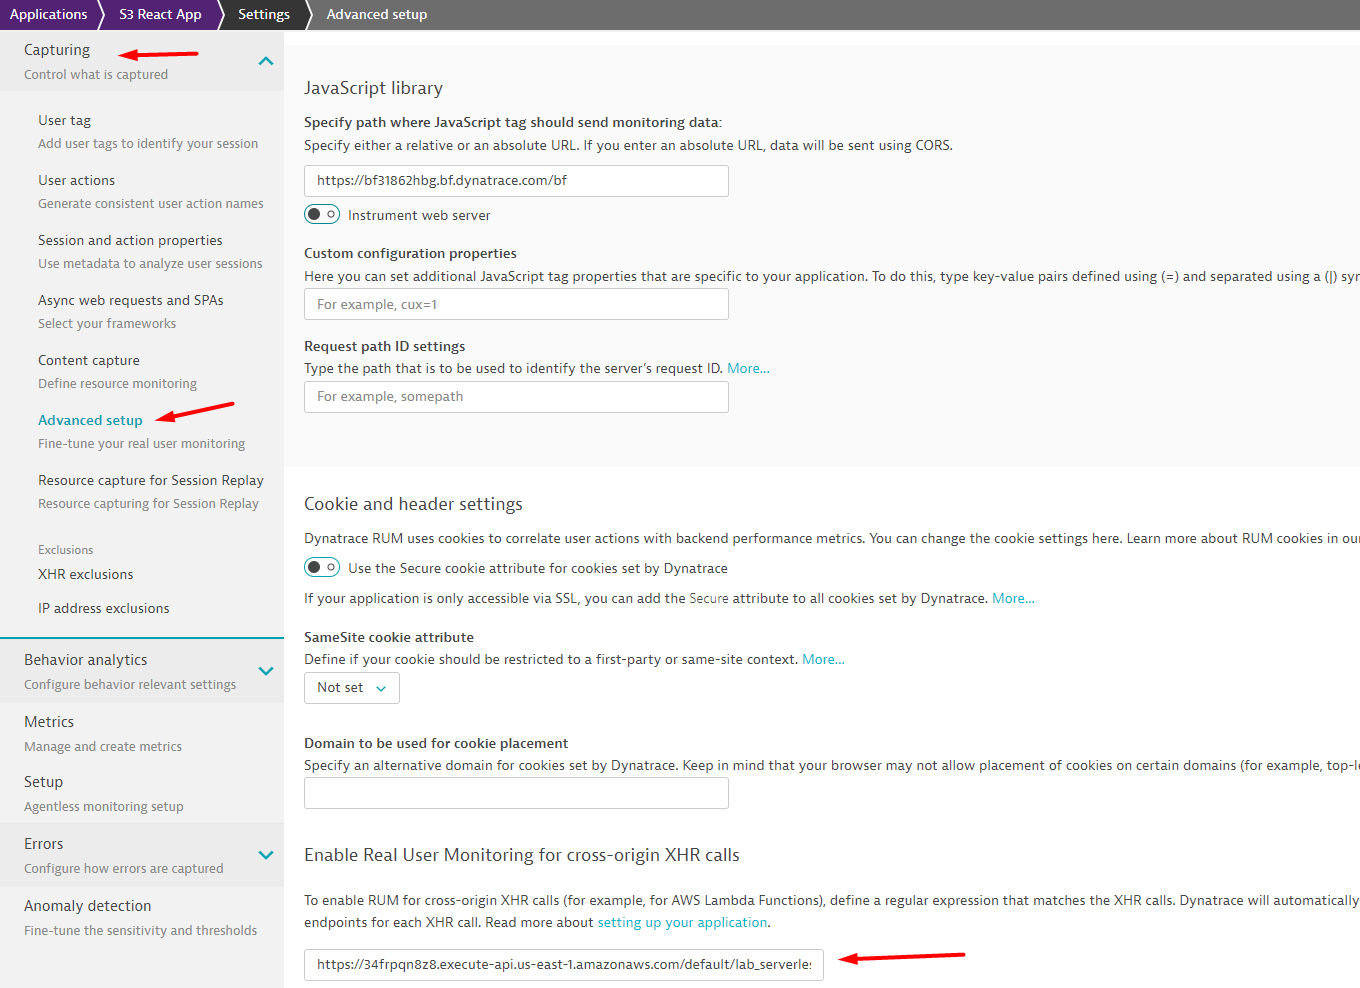 Applications
S3 React App
Settings
Advanced setup
Capturing
Control what is captured
User tag
Add user tags to identify your session
User actions
Generate consistent user action names
Session and action properties
Use metadata to analyze user sessions
Async web requests and SPAs
Select your frameworks
Content capture
Define resource monitoring
Advanced setup
Fine-tune your real user monitoring
Resource capture for Session Replay
Resource capturing for Session Replay
Exclusions
XHR exclusions
IP address exclusions
Behavior analytics
Configure behavior relevant settings
Metrics
Manage and create metrics
Setup
Agentless monitoring setup
Errors
Configure how errors are captured
Anomaly detection
Fine-tune the sensitivity and thresholds
JavaScript library
Specify path where JavaScript tag should send monitoring data:
Specify either a relative or an absolute URL. If you enter an absolute URL, data will be sent using CORS.
https://bf31862hbg.bf.dynatrace.com/bf
Instrument web server
Custom configuration properties
Here you can set additional JavaScript tag properties that are specific to your application. To do this, type key-value pairs defined using (=) and separated using a (|) syr
For example, cux=1
Request path ID settings
Type the path that is to be used to identify the server's request ID. More...
For example, somepath
Cookie and header settings
Dynatrace RUM uses cookies to correlate user actions with backend performance metrics. You can change the cookie settings here. Learn more about RUM cookies in ou
Use the Secure cookie attribute for cookies set by Dynatrace
If your application is only accessible via SSL, you can add the Secure attribute to all cookies set by Dynatrace. More...
SameSite cookie attribute
Define if your cookie should be restricted to a first-party or same-site context. More...
Not set
Domain to be used for cookie placement
Specify an alternative domain for cookies set by Dynatrace. Keep in mind that your browser may not allow placement of cookies on certain domains (for example, top-le
Enable Real User Monitoring for cross-origin XHR calls
To enable RUM for cross-origin XHR calls (for example, for AWS Lambda Functions), define a regular expression that matches the XHR calls. Dynatrace will automatically
endpoints for each XHR call. Read more about setting up your application.
https://34frpqn8z8.execute-api.us-east-1.amazonaws.com/default/lab_serverles